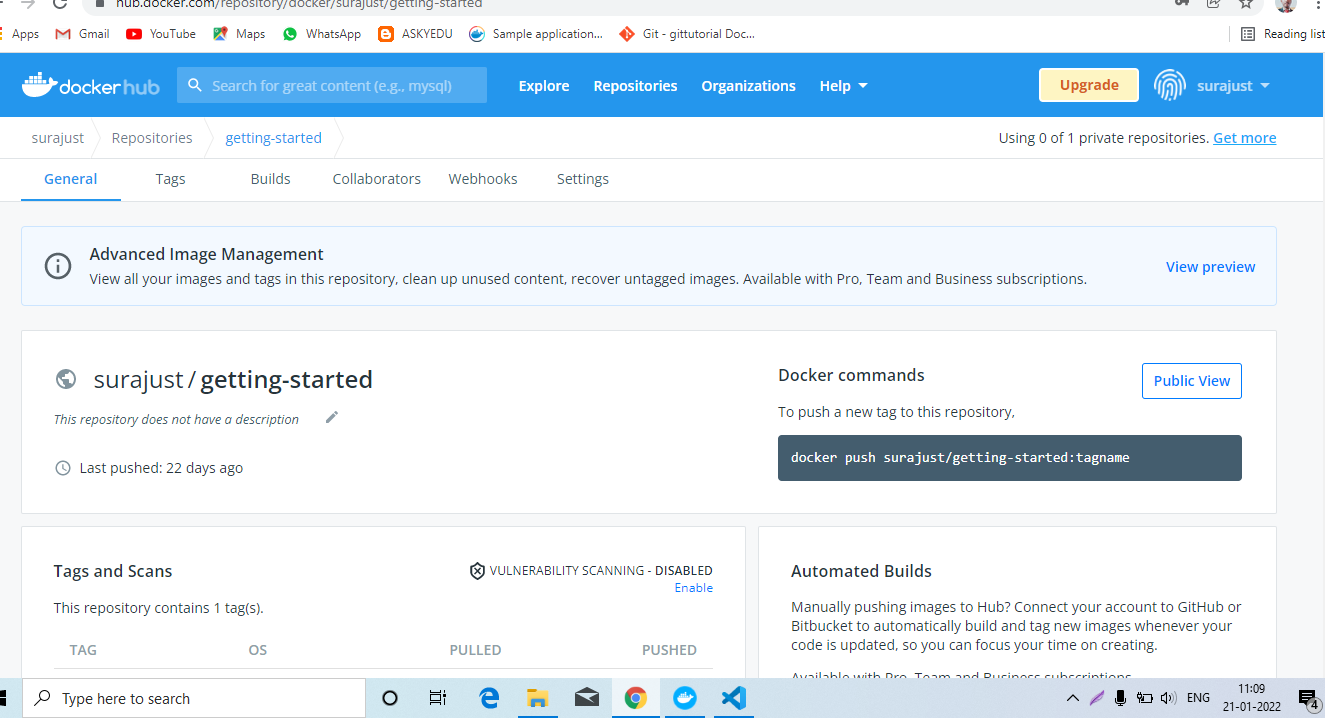 hub.docker.com/repository/docker/surajust/getting-started
Apps Gmail YouTube Maps WhatsApp ASKYEDU Sample application... Git - gittutorial Doc... Reading list
docker hub Search for great content (e.g., mysql) Explore Repositories Organizations Help Upgrade surajust
surajust Repositories getting-started Using 0 of 1 private repositories. Get more
General Tags Builds Collaborators Webhooks Settings
Advanced Image Management
View all your images and tags in this repository, clean up unused content, recover untagged images. Available with Pro, Team and Business subscriptions.
View preview
surajust / getting-started
This repository does not have a description
Last pushed: 22 days ago
Docker commands
Public View
To push a new tag to this repository,
docker push surajust/getting-started:tagname
Tags and Scans
VULNERABILITY SCANNING - DISABLED
Enable
This repository contains 1 tag(s).
TAG OS PULLED PUSHED
Automated Builds
Manually pushing images to Hub? Connect your account to GitHub or
Bitbucket to automatically build and tag new images whenever your
code is updated, so you can focus your time on creating.
Available with Pro, Team and Business subscriptions.
Type here to search
ENG
11:09
21-01-2022
4